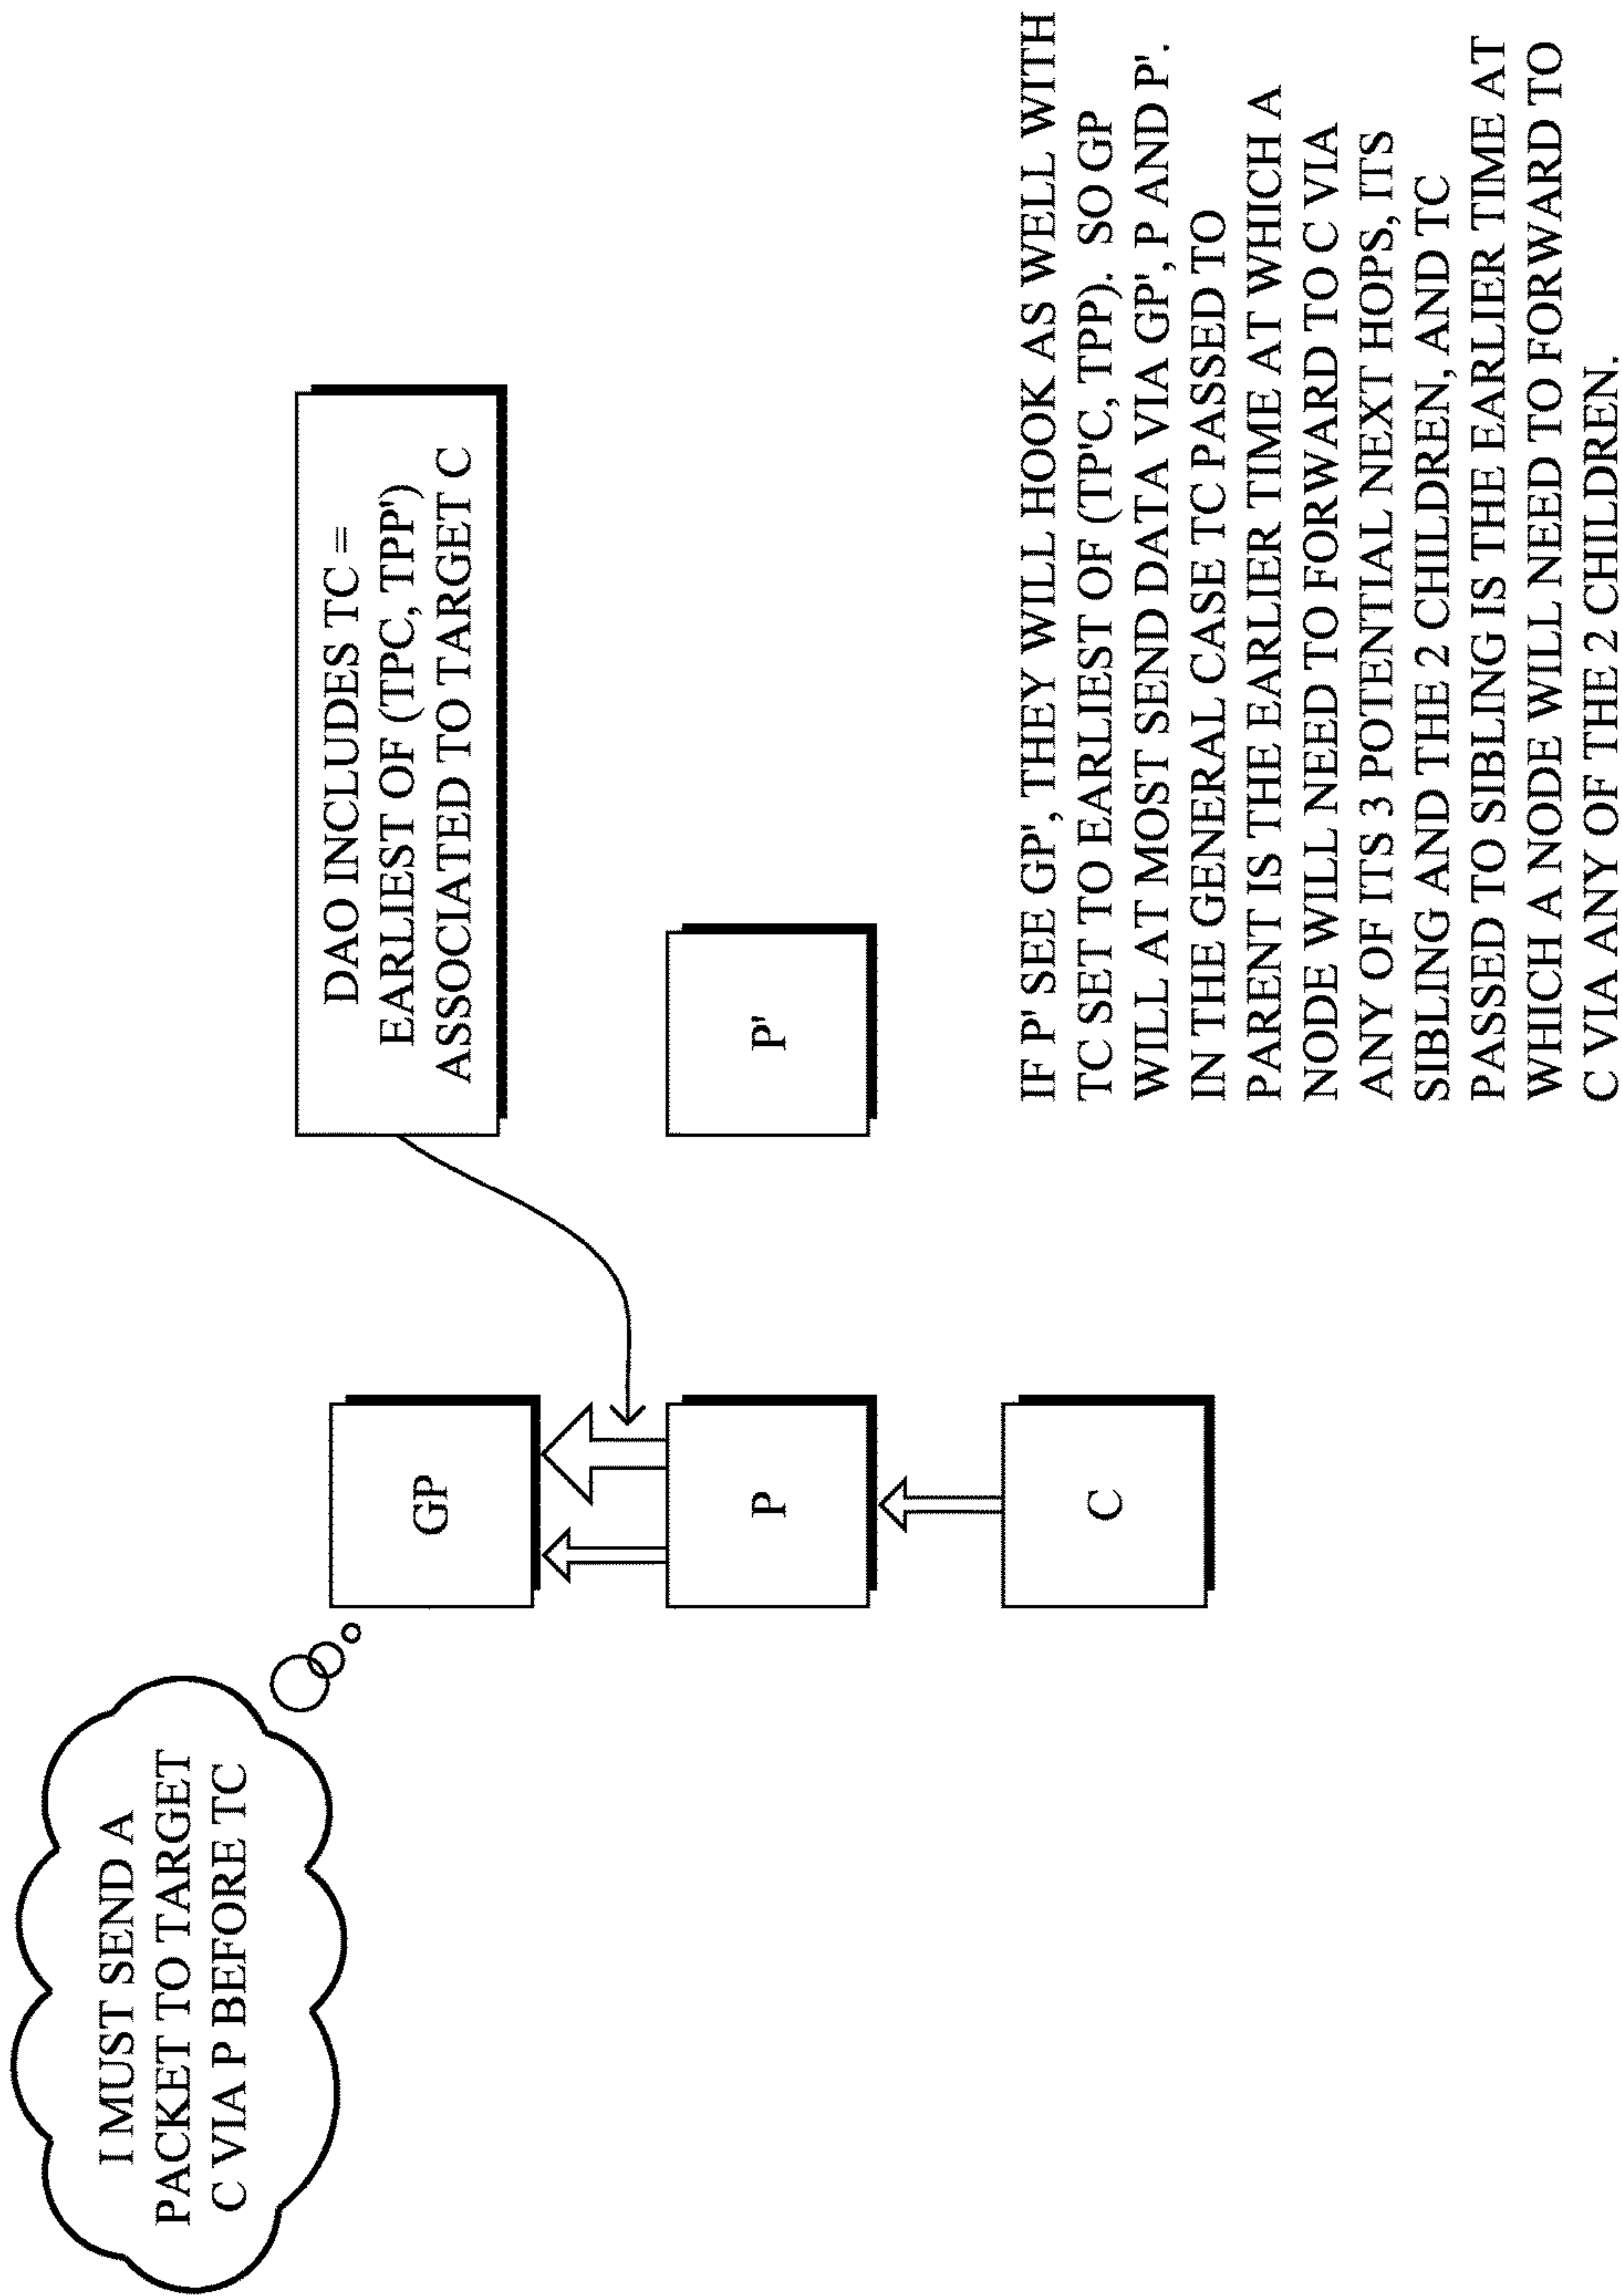 I MUST SEND A
PACKET TO TARGET
C VIA P BEFORE TC
DAO INCLUDES TC =
EARLIEST OF (TPC, TPP')
ASSOCIATED TO TARGET C
GP
P
P'
C
IF P' SEE GP', THEY WILL HOOK AS WELL WITH
TC SET TO EARLIEST OF (TP'C, TPP). SO GP
WILL AT MOST SEND DATA VIA GP', P AND P'.
IN THE GENERAL CASE TC PASSED TO
PARENT IS THE EARLIER TIME AT WHICH A
NODE WILL NEED TO FORWARD TO C VIA
ANY OF ITS 3 POTENTIAL NEXT HOPS, ITS
SIBLING AND THE 2 CHILDREN, AND TC
PASSED TO SIBLING IS THE EARLIER TIME AT
WHICH A NODE WILL NEED TO FORWARD TO
C VIA ANY OF THE 2 CHILDREN.